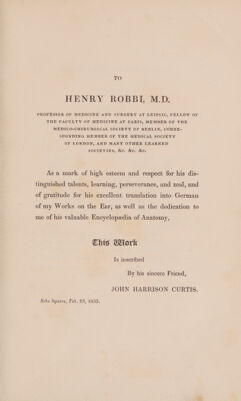 TO
HENRY ROBBI, M.D.
PROFESSOR OF MEDICINE AND SURGERY AT LEIPSIC, FELLOW OF
THE FACULTY OF MEDICINE AT PARIS, MEMBER OF THE
MEDICO-CHIRURGICAL SOCIETY OF BERLIN, CORRE-
SPONDING MEMBER OF THE MEDICAL SOCIETY
OF LONDON, AND MANY OTHER LEARNED
SOCIETIES, &c. &c. &c.
As a mark of high esteem and respect for his dis-
tinguished talents, learning, perseverance, and zeal, and
of gratitude for his excellent translation into German
of my Works on the Ear, as well as the dedication to
me of his valuable Encyclopædia of Anatomy,
This Work
Is inscribed
By his sincere Friend,
JOHN HARRISON CURTIS.
Soho Square, Feb. 23, 1833.